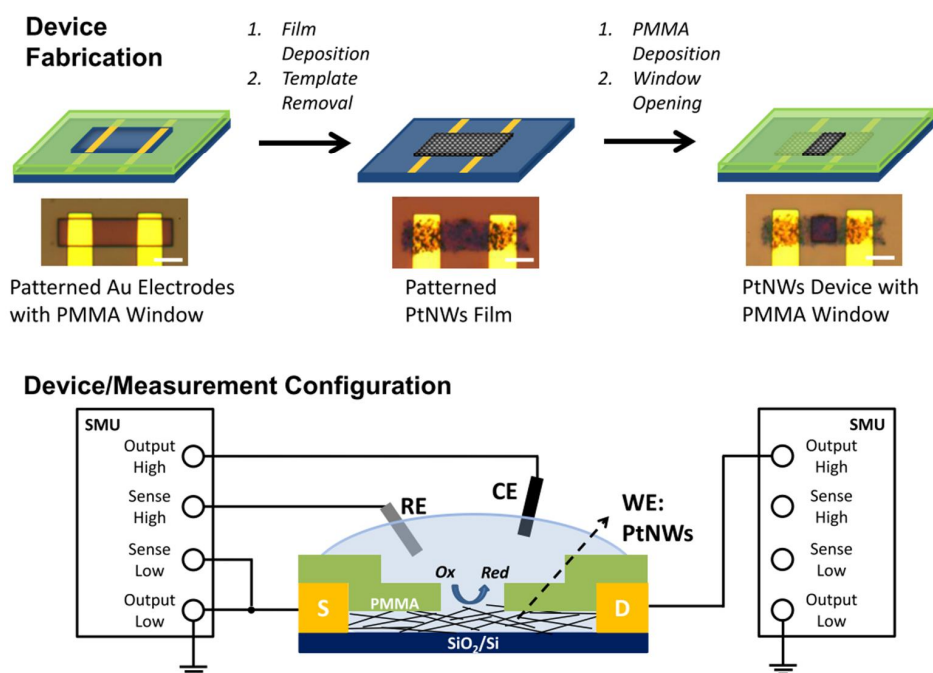 Device
Fabrication
1. Film
Deposition
2. Template
Removal
1. PMMA
Deposition
2. Window
Opening
Patterned Au Electrodes
with PMMA Window
Patterned
PtNWs Film
PtNWs Device with
PMMA Window
Device/Measurement Configuration
SMU
Output
High
Sense
High
Sense
Low
Output
Low
RE
CE
WE:
PtNWs
Ox
Red
S
PMMA
D
SiO₂/Si
SMU
Output
High
Sense
High
Sense
Low
Output
Low